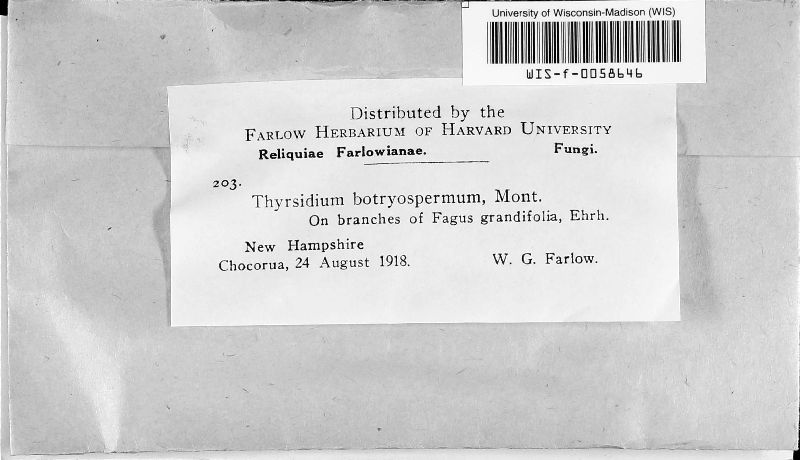 University of Wisconsin-Madison (WIS)
WIS-f-0058646
Distributed by the
FARLOW HERBARIUM OF HARVARD UNIVERSITY
Reliquiae Farlowianae. Fungi.
203.
Thyrsidium botryospermum, Mont.
On branches of Fagus grandifolia, Ehrh.
New Hampshire
Chocorua, 24 August 1918. W. G. Farlow.